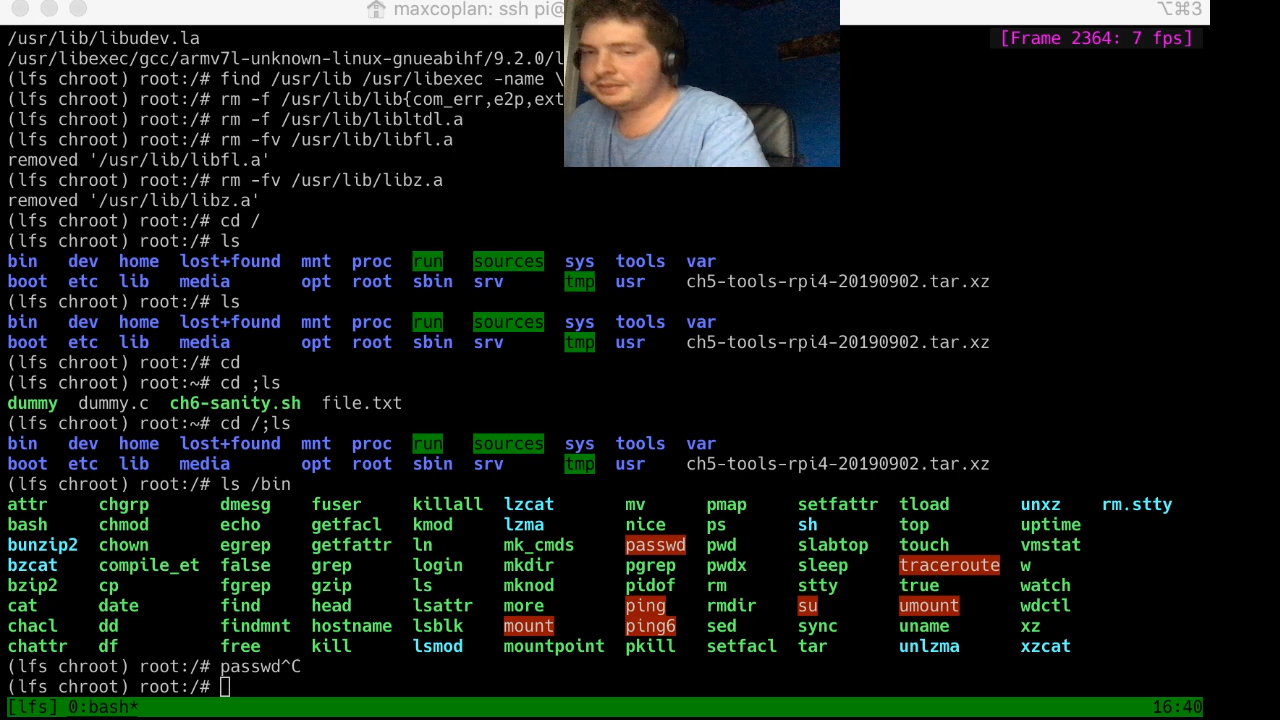 maxcoplan: ssh pi@
⌥⌘3
/usr/lib/libudev.la
[Frame 2364: 7 fps]
/usr/libexec/gcc/armv7l-unknown-linux-gnueabihf/9.2.0/l
(lfs chroot) root:/# find /usr/lib /usr/libexec -name \
(lfs chroot) root:/# rm -f /usr/lib/lib{com_err,e2p,ext
(lfs chroot) root:/# rm -f /usr/lib/libltdl.a
(lfs chroot) root:/# rm -fv /usr/lib/libfl.a
removed '/usr/lib/libfl.a'
(lfs chroot) root:/# rm -fv /usr/lib/libz.a
removed '/usr/lib/libz.a'
(lfs chroot) root:/# cd /
(lfs chroot) root:/# ls
bin dev home lost+found mnt proc run sources sys tools var
boot etc lib media opt root sbin srv tmp usr ch5-tools-rpi4-20190902.tar.xz
(lfs chroot) root:/# ls
bin dev home lost+found mnt proc run sources sys tools var
boot etc lib media opt root sbin srv tmp usr ch5-tools-rpi4-20190902.tar.xz
(lfs chroot) root:/# cd
(lfs chroot) root:~# cd ;ls
dummy dummy.c ch6-sanity.sh file.txt
(lfs chroot) root:~# cd /;ls
bin dev home lost+found mnt proc run sources sys tools var
boot etc lib media opt root sbin srv tmp usr ch5-tools-rpi4-20190902.tar.xz
(lfs chroot) root:/# ls /bin
attr chgrp dmesg fuser killall lzcat mv pmap setfattr tload unxz rm.stty
bash chmod echo getfacl kmod lzma nice ps sh top uptime
bunzip2 chown egrep getfattr ln mk_cmds passwd pwd slabtop touch vmstat
bzcat compile_et false grep login mkdir pgrep pwdx sleep traceroute w
bzip2 cp fgrep gzip ls mknod pidof rm stty true watch
cat date find head lsattr more ping rmdir su umount wdctl
chacl dd findmnt hostname lsblk mount ping6 sed sync uname xz
chattr df free kill lsmod mountpoint pkill setfacl tar unlzma xzcat
(lfs chroot) root:/# passwd^C
(lfs chroot) root:/#
[lfs] 0:bash*
16:40